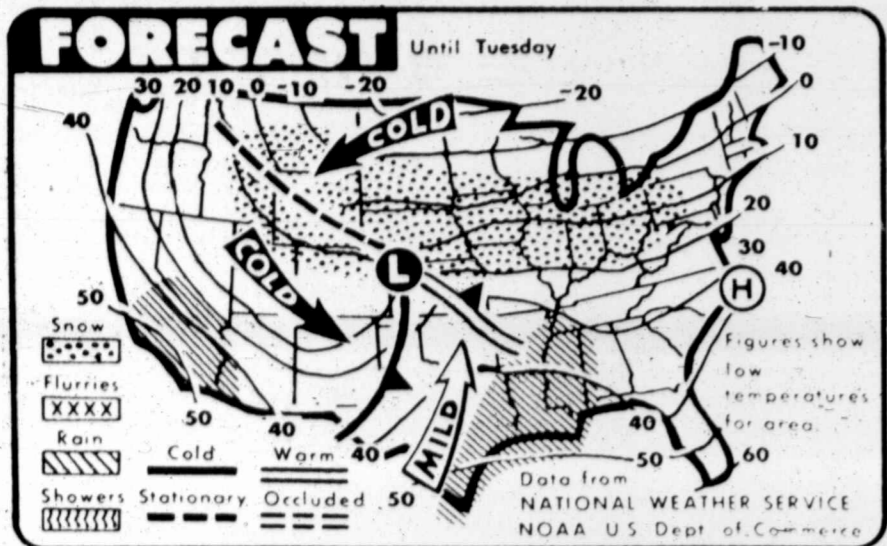 FORECAST Until Tuesday
-10
30 20 10 0 -10 -20
-20
0
40
COLD
10
20
L
30
COLD
40
H
50
Snow
Figures show
low
temperatures
for area.
Flurries
XXXX
50
40
40
Rain
Cold
Warm
40
MILD
50
60
Showers
Stationary
Occluded
50
Data from
NATIONAL WEATHER SERVICE
NOAA U S Dept of Commerce